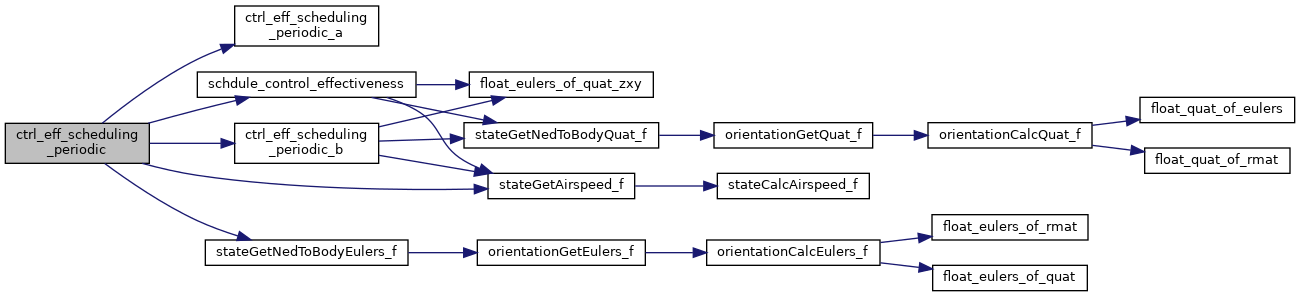 ctrl_eff_scheduling
_periodic
ctrl_eff_scheduling
_periodic_a
schdule_control_effectiveness
ctrl_eff_scheduling
_periodic_b
stateGetNedToBodyEulers_f
float_eulers_of_quat_zxy
stateGetNedToBodyQuat_f
stateGetAirspeed_f
orientationGetEulers_f
orientationGetQuat_f
stateCalcAirspeed_f
orientationCalcEulers_f
orientationCalcQuat_f
float_eulers_of_rmat
float_eulers_of_quat
float_quat_of_eulers
float_quat_of_rmat